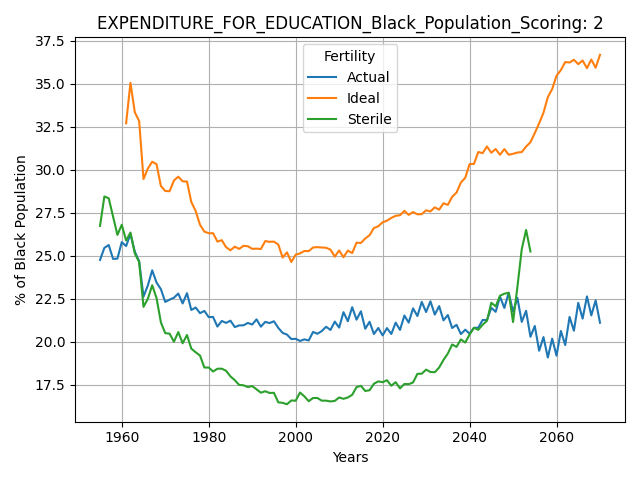 EXPENDITURE_FOR_EDUCATION_Black_Population_Scoring: 2
Fertility
Actual
Ideal
Sterile
% of Black Population
37.5
35.0
32.5
30.0
27.5
25.0
22.5
20.0
17.5
1960 1980 2000 2020 2040 2060
Years